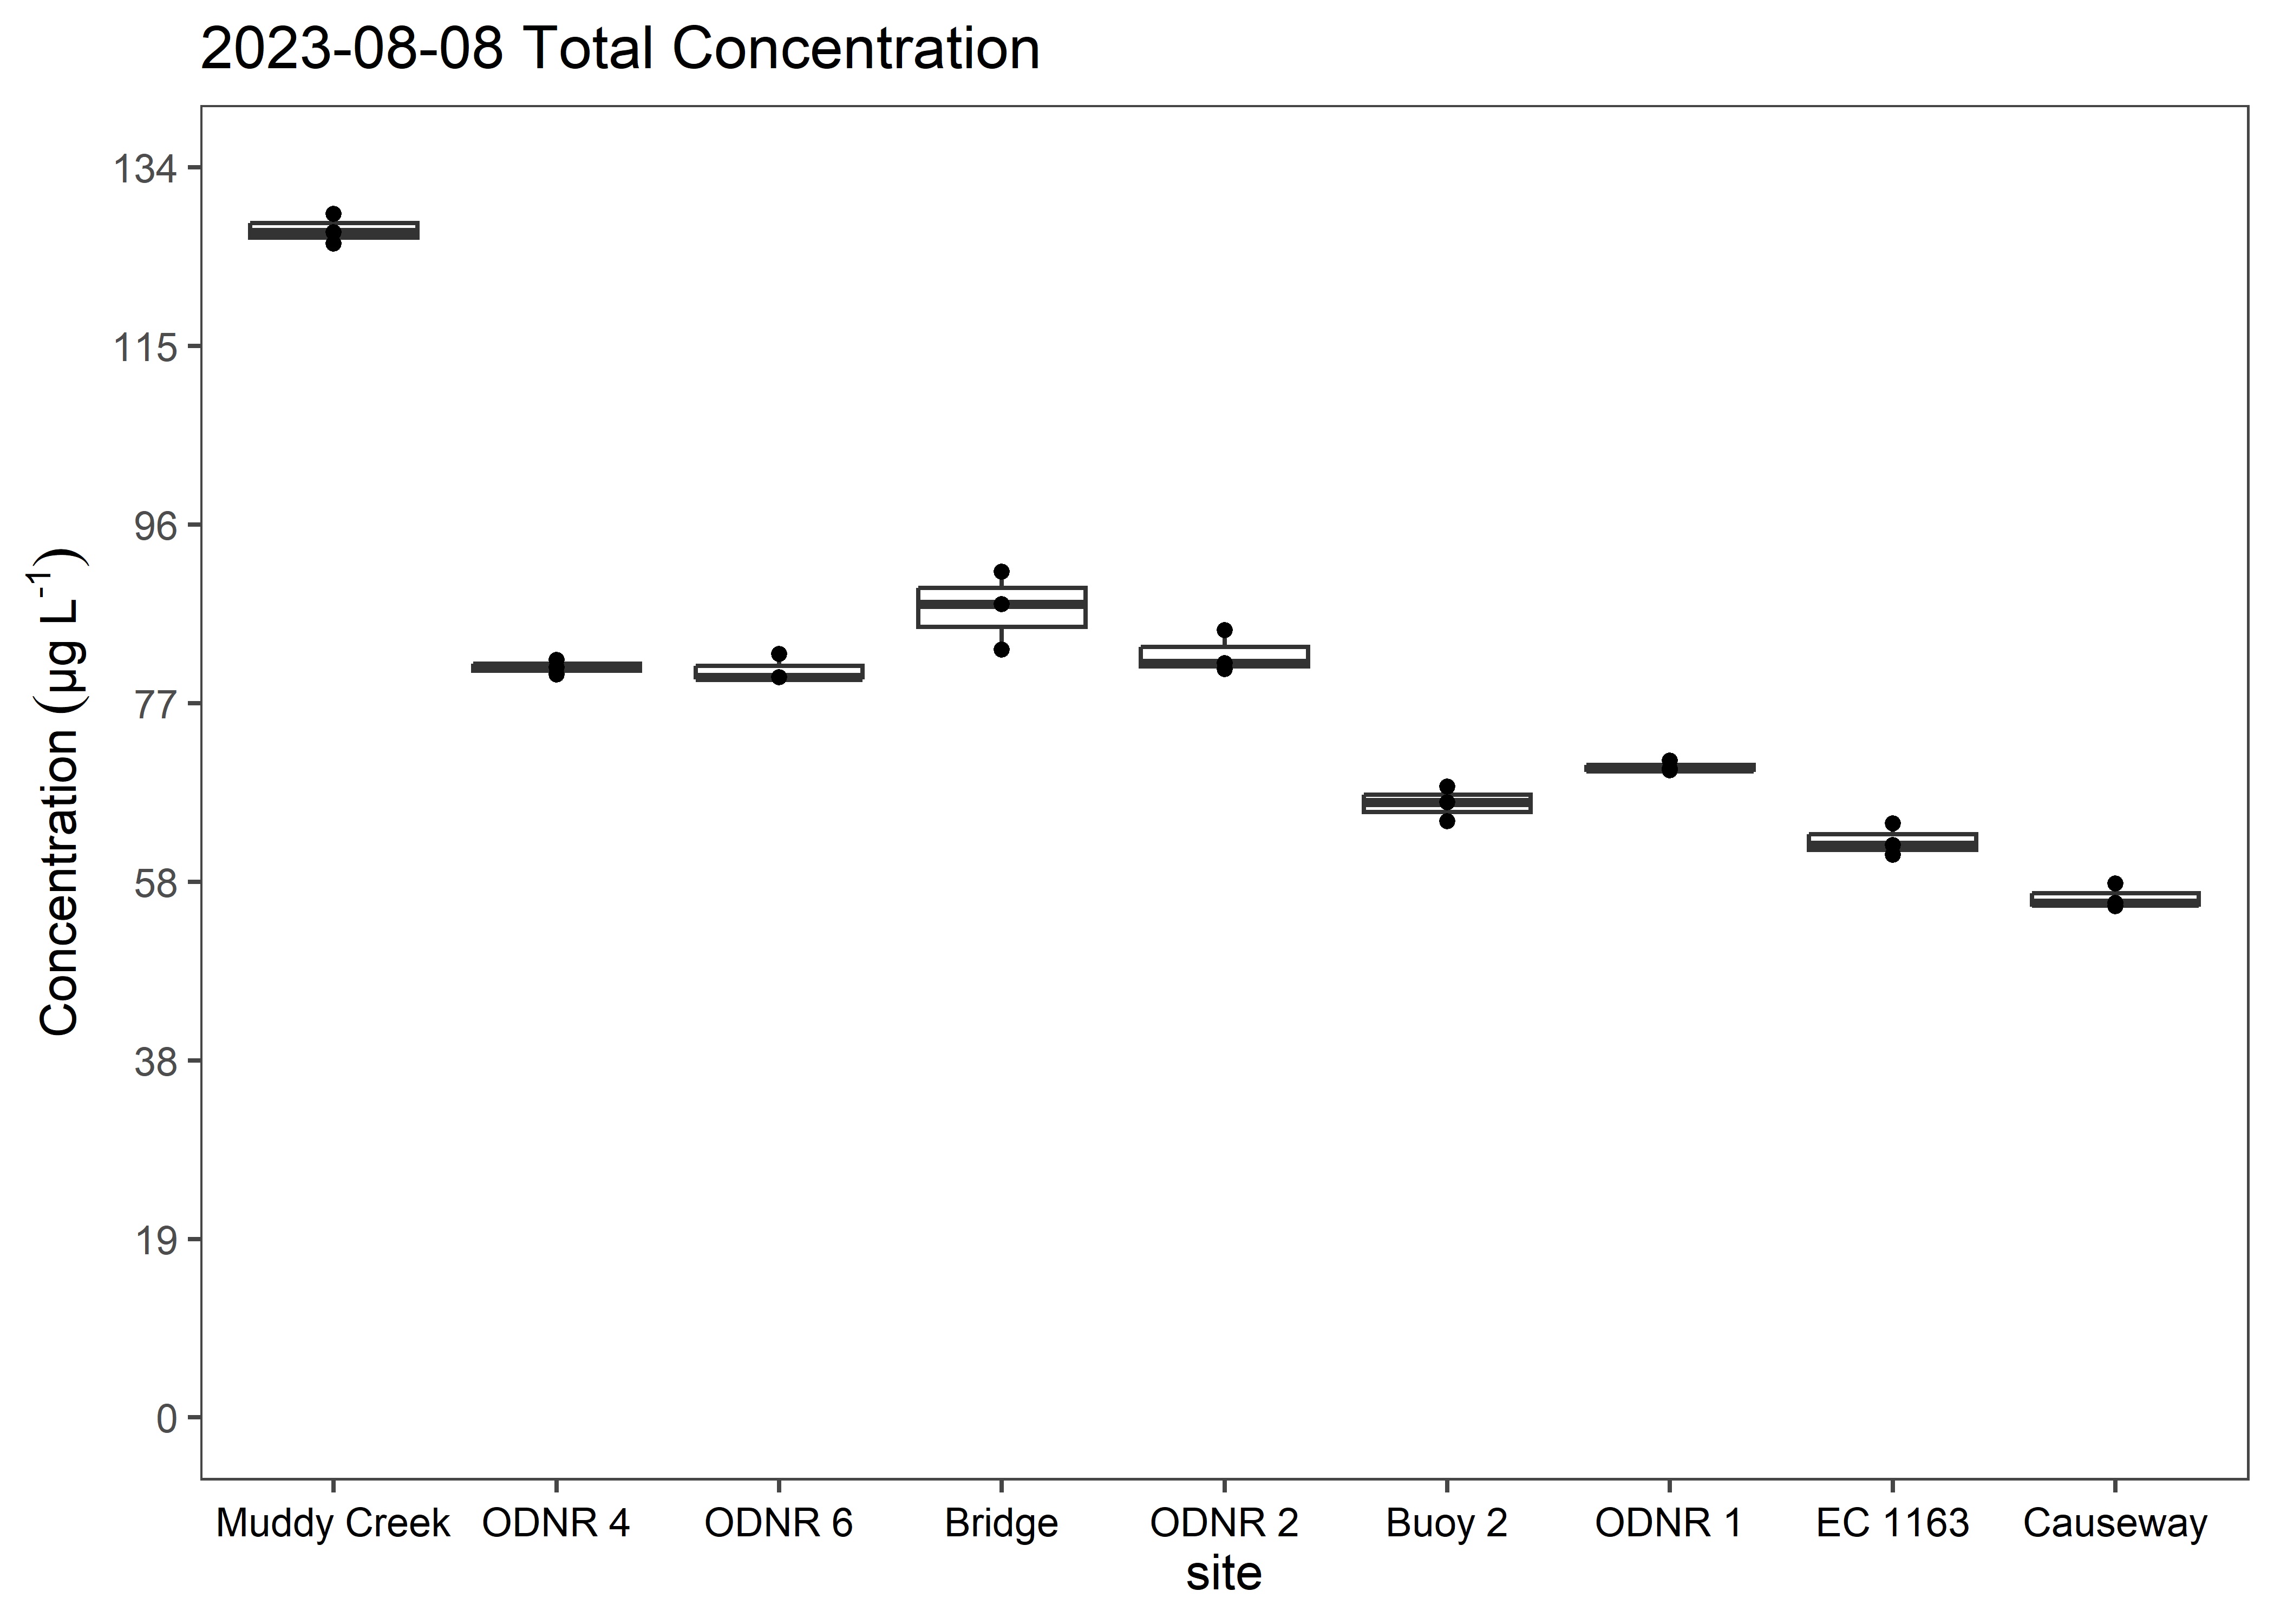 2023-08-08 Total Concentration
Concentration (µg L⁻¹)
134
115
96
77
58
38
19
0
Muddy Creek ODNR 4 ODNR 6 Bridge ODNR 2 Buoy 2 ODNR 1 EC 1163 Causeway
site